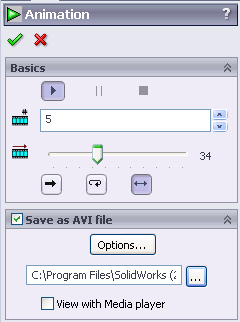 Animation ?
Basics
#
5
34
Save as AVI file
Options...
C:\Program Files\SolidWorks (2
...
View with Media player